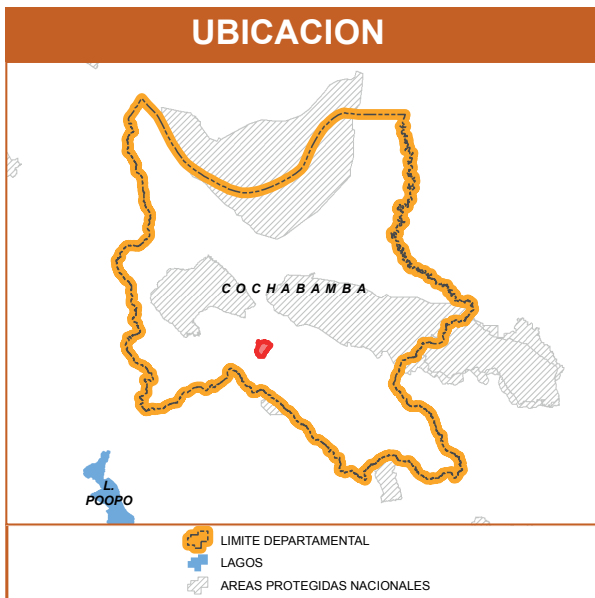 UBICACION
COCHABAMBA
L.
POOPO
LIMITE DEPARTAMENTAL
LAGOS
AREAS PROTEGIDAS NACIONALES